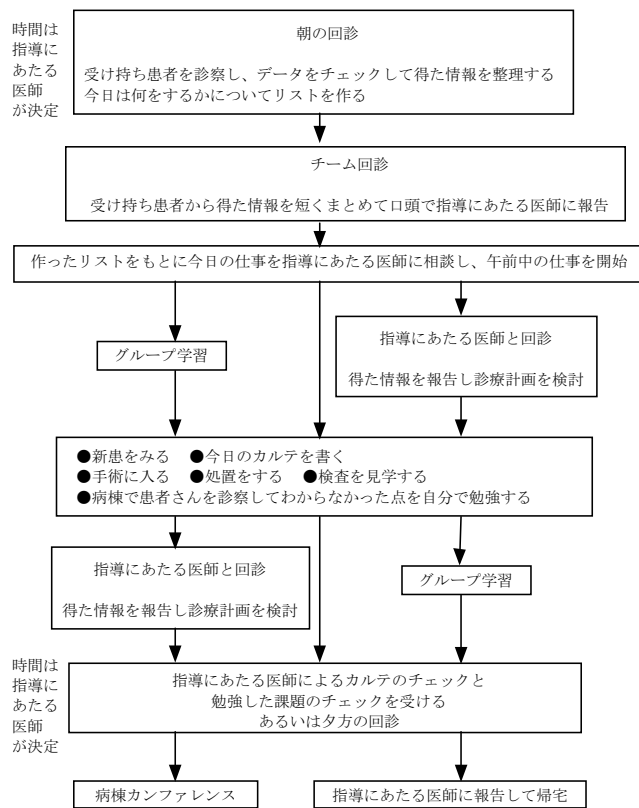 時間は
指導に
あたる
医師
が決定
朝の回診
受け持ち患者を診察し、データをチェックして得た情報を整理する
今日は何をするかについてリストを作る
チーム回診
受け持ち患者から得た情報を短くまとめて口頭で指導にあたる医師に報告
作ったリストをもとに今日の仕事を指導にあたる医師に相談し、午前中の仕事を開始
グループ学習
指導にあたる医師と回診
得た情報を報告し診療計画を検討
●新患をみる ●今日のカルテを書く
●手術に入る ●処置をする ●検査を見学する
●病棟で患者さんを診察してわからなかった点を自分で勉強する
指導にあたる医師と回診
得た情報を報告し診療計画を検討
グループ学習
時間は
指導に
あたる
医師
が決定
指導にあたる医師によるカルテのチェックと
勉強した課題のチェックを受ける
あるいは夕方の回診
病棟カンファレンス
指導にあたる医師に報告して帰宅